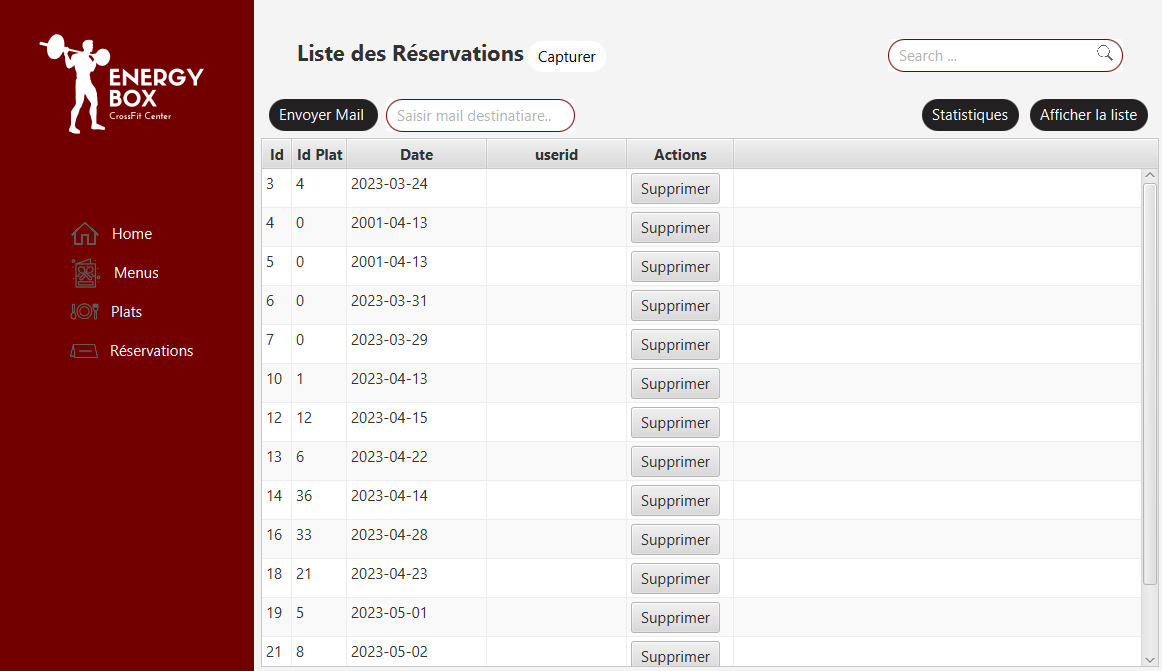 ENERGY
BOX
CrossFit Center
Home
Menus
Plats
Réservations
Liste des Réservations Capturer
Search ...
Envoyer Mail Saisir mail destinatiare.. Statistiques Afficher la liste
Id Id Plat Date userid Actions
3 4 2023-03-24 Supprimer
4 0 2001-04-13 Supprimer
5 0 2001-04-13 Supprimer
6 0 2023-03-31 Supprimer
7 0 2023-03-29 Supprimer
10 1 2023-04-13 Supprimer
12 12 2023-04-15 Supprimer
13 6 2023-04-22 Supprimer
14 36 2023-04-14 Supprimer
16 33 2023-04-28 Supprimer
18 21 2023-04-23 Supprimer
19 5 2023-05-01 Supprimer
21 8 2023-05-02 Supprimer